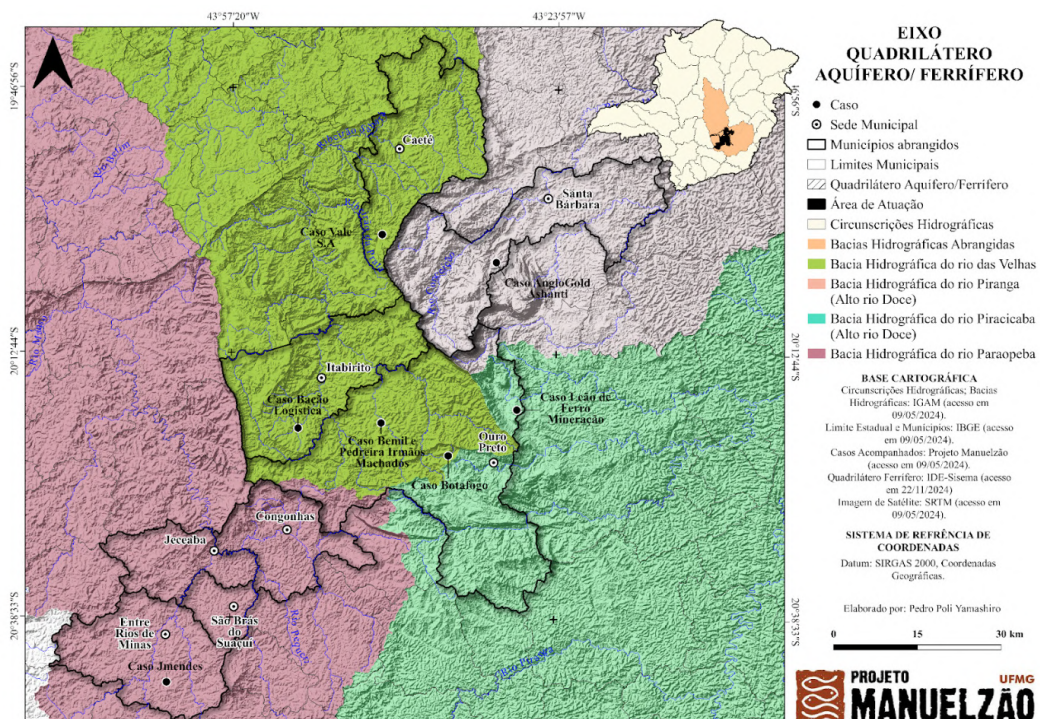 43°57'20"W
43°23'57"W
19°46'56"S
20°12'44"S
20°12'44"S
20°38'33"S
20°38'33"S
Caeté
Caso Vale
S.A
Santa
Bárbara
Caso AngloGold
Ashanti
Itabirito
Caso Bação
Logística
Caso Bemil e
Pedreira Irmãos
Machados
Caso Leão de
Ferro
Mineração
Ouro
Preto
Caso Botafogo
Congonhas
Jeceaba
São Brás
do
Suaçuí
Entre
Rios de
Minas
Caso Jmendes
Rio Betim
EIXO
QUADRILÁTERO
AQUÍFERO/ FERRÍFERO
Caso
Sede Municipal
Municípios abrangidos
Limites Municipais
Quadrilátero Aquífero/Ferrífero
Área de Atuação
Circunscrições Hidrográficas
Bacias Hidrográficas Abrangidas
Bacia Hidrográfica do rio das Velhas
Bacia Hidrográfica do rio Piranga
(Alto rio Doce)
Bacia Hidrográfica do rio Piracicaba
(Alto rio Doce)
Bacia Hidrográfica do rio Paraopeba
BASE CARTOGRÁFICA
Circunscrições Hidrográficas; Bacias
Hidrográficas: IGAM (acesso em
09/05/2024).
Limite Estadual e Municípios: IBGE (acesso
em 09/05/2024).
Casos Acompanhados: Projeto Manuelzão
(acesso em 09/05/2024).
Quadrilátero Ferrífero: IDE-Sisema (acesso
em 22/11/2024)
Imagem de Satélite: SRTM (acesso em
09/05/2024).
SISTEMA DE REFRÊNCIA DE
COORDENADAS
Datum: SIRGAS 2000, Coordenadas
Geográficas.
Elaborado por: Pedro Poli Yamashiro
0 15 30 km
PROJETO UFMG
MANUELZÃO